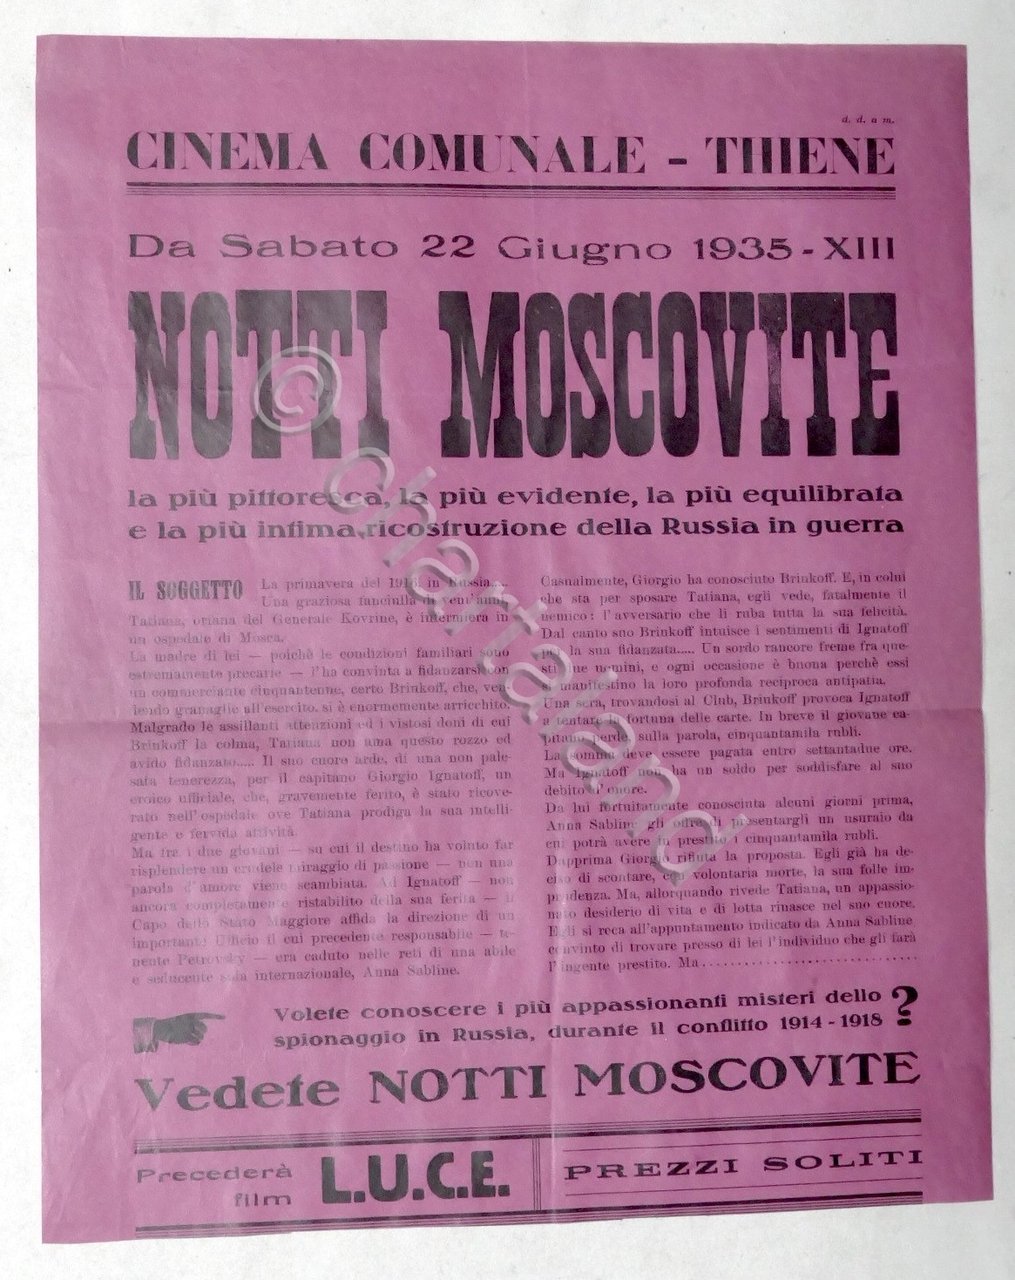 d. d. a m.
CINEMA COMUNALE - THIENE
Da Sabato 22 Giugno 1935 - XIII
NOTTI MOSCOVITE
la più pittoresca, la più evidente, la più equilibrata
e la più intima ricostruzione della Russia in guerra
IL SOGGETTO La primavera del 1916 in Russia.....
Una graziosa fanciulla di vent'anni,
Tatiana, orfana del Generale Kovrine, è infermiera in
un ospedale di Mosca.
La madre di lei — poichè le condizioni familiari sono
estremamente precarie — l'ha convinta a fidanzarsi con
un commerciante cinquantenne, certo Brinkoff, che, ven-
dendo granaglie all'esercito, si è enormemente arricchito.
Malgrado le assillanti attenzioni ed i vistosi doni di cui
Brinkoff la colma, Tatiana non ama questo rozzo ed
avido fidanzato..... Il suo cuore arde, di una non pale-
sata tenerezza, per il capitano Giorgio Ignatoff, un
eroico ufficiale, che, gravemente ferito, è stato ricove-
rato nell'ospedale ove Tatiana prodiga la sua intelli-
gente e fervida attività.
Ma fra i due giovani — su cui il destino ha voluto far
risplendere un crudele miraggio di passione — non una
parola d'amore viene scambiata. Ad Ignatoff — non
ancora completamente ristabilito della sua ferita — il
Capo dello Stato Maggiore affida la direzione di un
importante Ufficio il cui precedente responsabile — te-
nente Petrovsky — era caduto nelle reti di una abile
e seducente spia internazionale, Anna Sabline.
Casualmente, Giorgio ha conosciuto Brinkoff. E, in colui
che sta per sposare Tatiana, egli vede, fatalmente il
nemico: l'avversario che li ruba tutta la sua felicità.
Dal canto suo Brinkoff intuisce i sentimenti di Ignatoff
per la sua fidanzata..... Un sordo rancore freme fra que-
sti due uomini, e ogni occasione è buona perchè essi
si manifestino la loro profonda reciproca antipatia.
Una sera, trovandosi al Club, Brinkoff provoca Ignatoff
a tentare la fortuna delle carte. In breve il giovane ca-
pitano perde, sulla parola, cinquantamila rubli.
La somma deve essere pagata entro settantadue ore.
Ma Ignatoff non ha un soldo per soddisfare al suo
debito d'onore.
Da lui fortuitamente conosciuta alcuni giorni prima,
Anna Sabline gli offre di presentargli un usuraio da
cui potrà avere in prestito i cinquantamila rubli.
Dapprima Giorgio rifiuta la proposta. Egli già ha de-
ciso di scontare, con volontaria morte, la sua folle im-
prudenza. Ma, allorquando rivede Tatiana, un appassio-
nato desiderio di vita e di lotta rinasce nel suo cuore.
Egli si reca all'appuntamento indicato da Anna Sabline
convinto di trovare presso di lei l'individuo che gli farà
l'ingente prestito. Ma..................................
Volete conoscere i più appassionanti misteri dello
spionaggio in Russia, durante il conflitto 1914 - 1918 ?
Vedete NOTTI MOSCOVITE
Precederà
film L.U.C.E.
PREZZI SOLITI
© chartaland